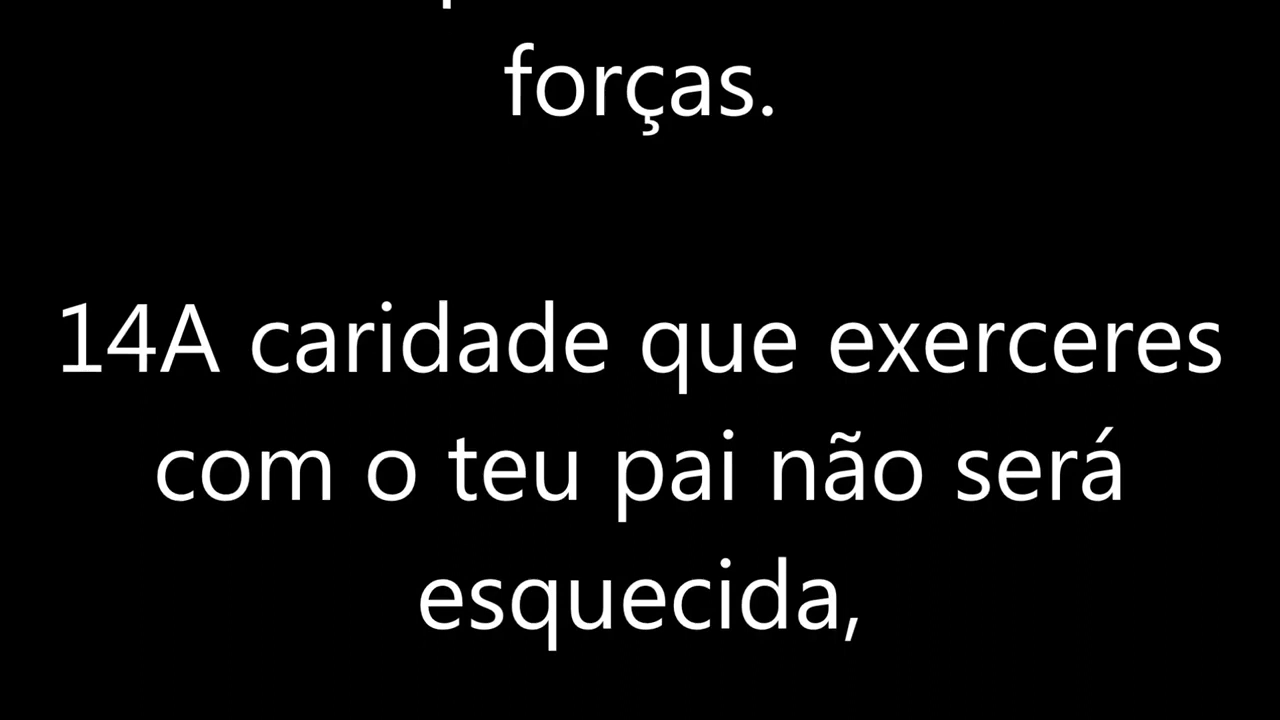 forças.
14A caridade que exerceres
com o teu pai não será
esquecida,